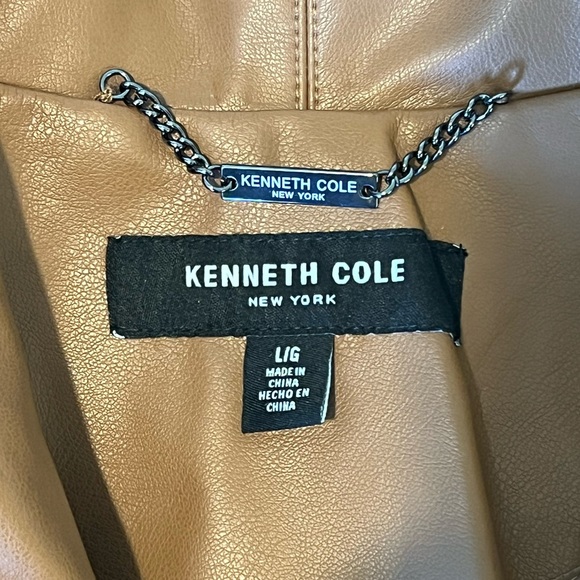 KENNETH COLE
NEW YORK
KENNETH COLE
NEW YORK
L/G
MADE IN
CHINA
HECHO EN
CHINA